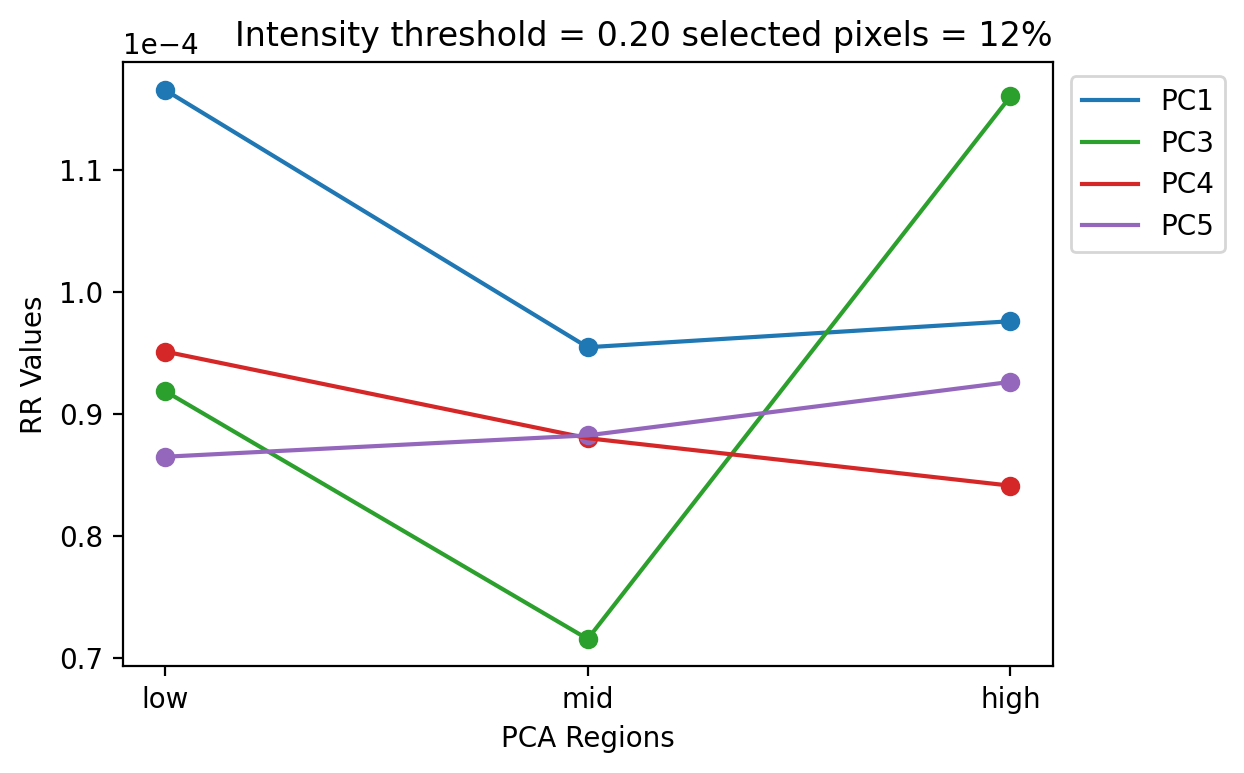 1e−4
Intensity threshold = 0.20 selected pixels = 12%
PC1
PC3
PC4
PC5
1.1
1.0
0.9
0.8
0.7
RR Values
low
mid
high
PCA Regions